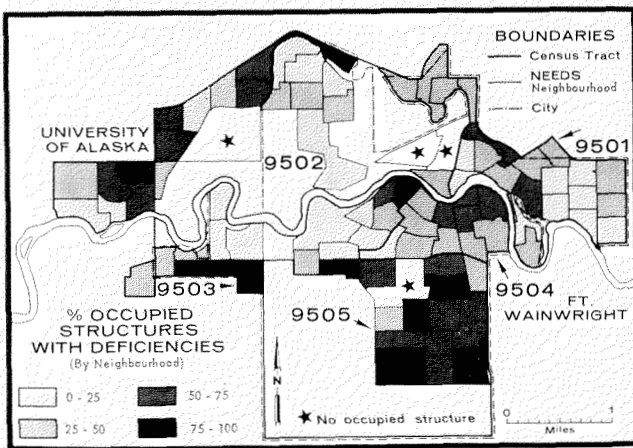 BOUNDARIES
Census Tract
NEEDS
Neighbourhood
City
UNIVERSITY
OF ALASKA
9501
9502
9503
9504
9505
FT.
WAINWRIGHT
% OCCUPIED
STRUCTURES
WITH DEFICIENCIES
(By Neighbourhood)
0 - 25
50 - 75
25 - 50
75 - 100
N
★ No occupied structure
0 1
Miles